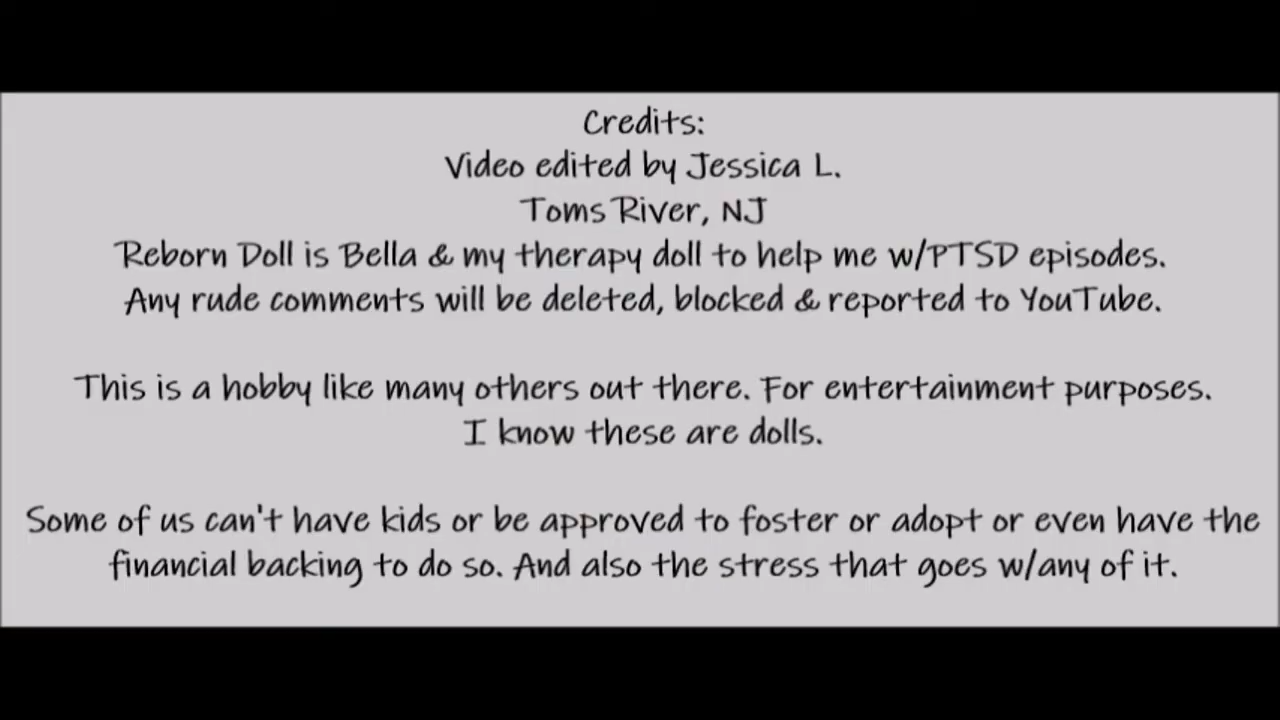 Credits:
Video edited by Jessica L.
Toms River, NJ
Reborn Doll is Bella & my therapy doll to help me w/PTSD episodes.
Any rude comments will be deleted, blocked & reported to YouTube.
This is a hobby like many others out there. For entertainment purposes.
I know these are dolls.
Some of us can't have kids or be approved to foster or adopt or even have the
financial backing to do so. And also the stress that goes w/any of it.